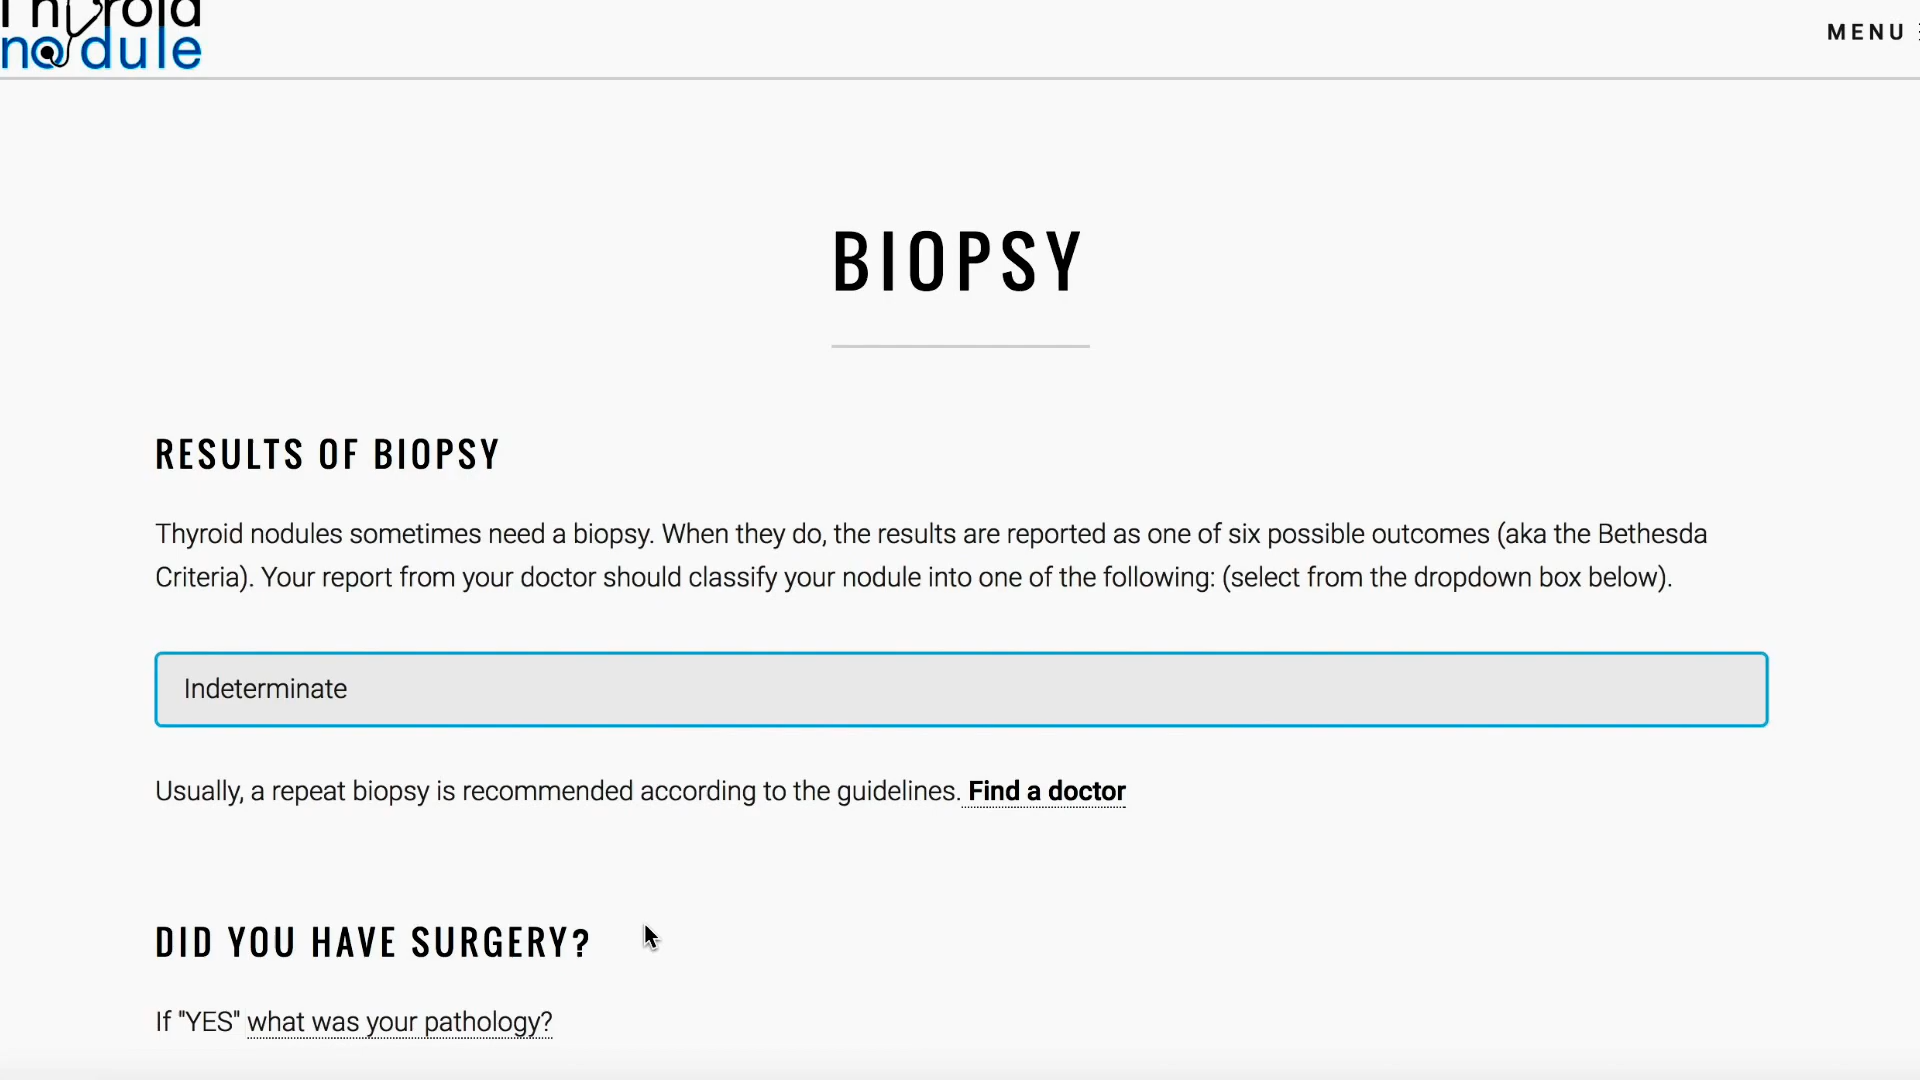 Thyroid
nodule
MENU
BIOPSY
RESULTS OF BIOPSY
Thyroid nodules sometimes need a biopsy. When they do, the results are reported as one of six possible outcomes (aka the Bethesda
Criteria). Your report from your doctor should classify your nodule into one of the following: (select from the dropdown box below).
Indeterminate
Usually, a repeat biopsy is recommended according to the guidelines. Find a doctor
DID YOU HAVE SURGERY?
If "YES" what was your pathology?